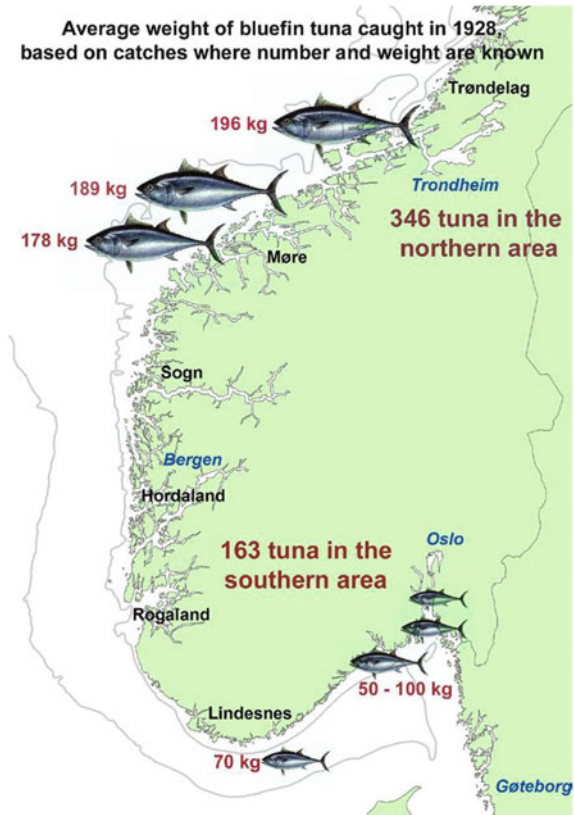 Average weight of bluefin tuna caught in 1928,
based on catches where number and weight are known
Trøndelag
196 kg
Trondheim
189 kg
346 tuna in the
northern area
178 kg
Møre
Sogn
Bergen
Hordaland
Oslo
163 tuna in the
southern area
Rogaland
50 - 100 kg
Lindesnes
70 kg
Gøteborg